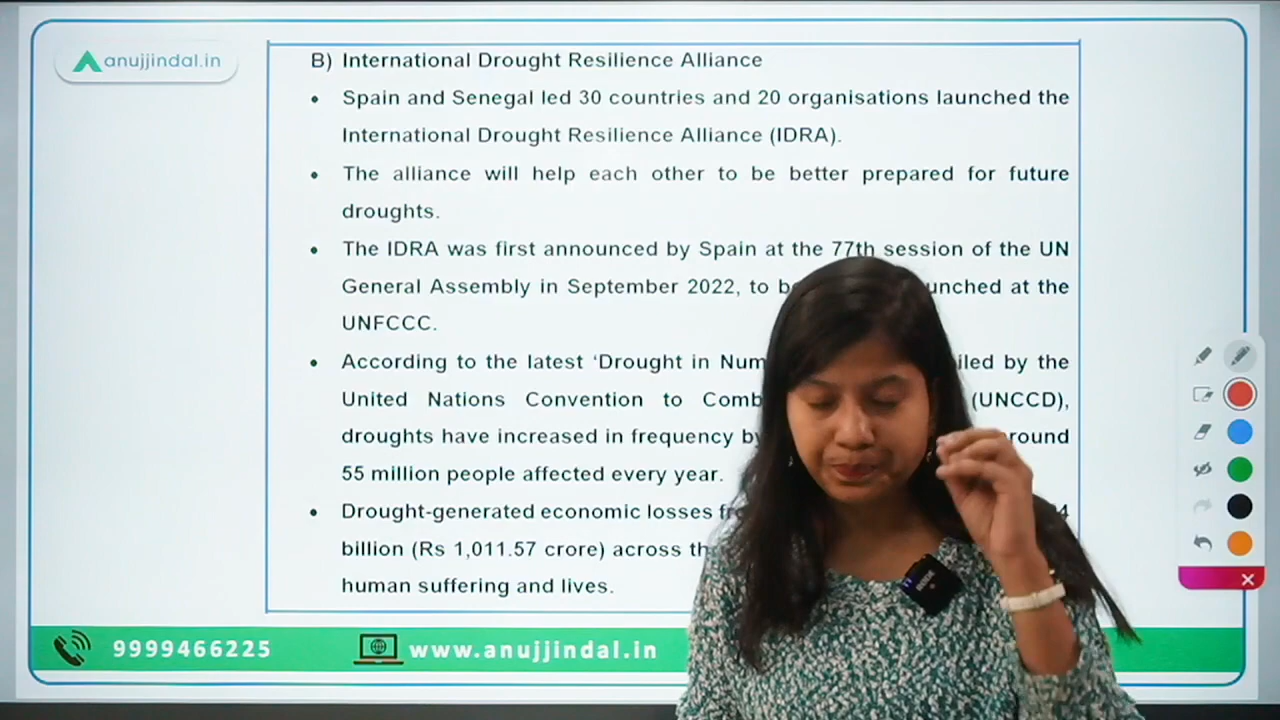 anujjindal.in
B) International Drought Resilience Alliance
• Spain and Senegal led 30 countries and 20 organisations launched the
International Drought Resilience Alliance (IDRA).
• The alliance will help each other to be better prepared for future
droughts.
• The IDRA was first announced by Spain at the 77th session of the UN
General Assembly in September 2022, to at the
UNFCCC.
• According to the latest ‘Drought in by the
United Nations Convention to (UNCCD),
droughts have increased in frequency
55 million people affected every year.
• Drought-generated economic losses
billion (Rs 1,011.57 crore) across
human suffering and lives.
9999466225
www.anujjindal.in